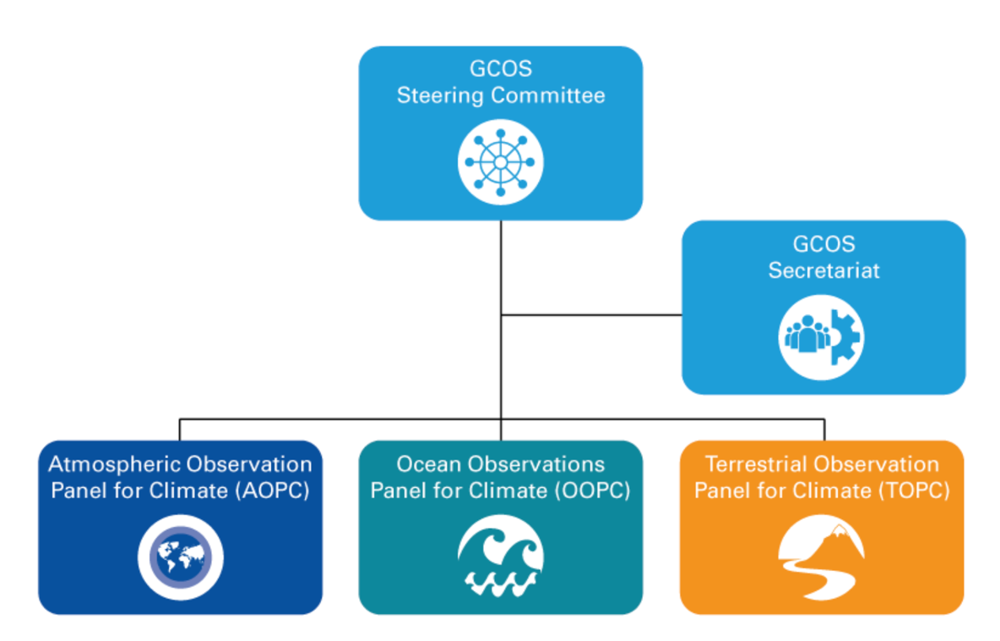 GCOS
Steering Committee
GCOS
Secretariat
Atmospheric Observation
Panel for Climate (AOPC)
Ocean Observations
Panel for Climate (OOPC)
Terrestrial Observation
Panel for Climate (TOPC)